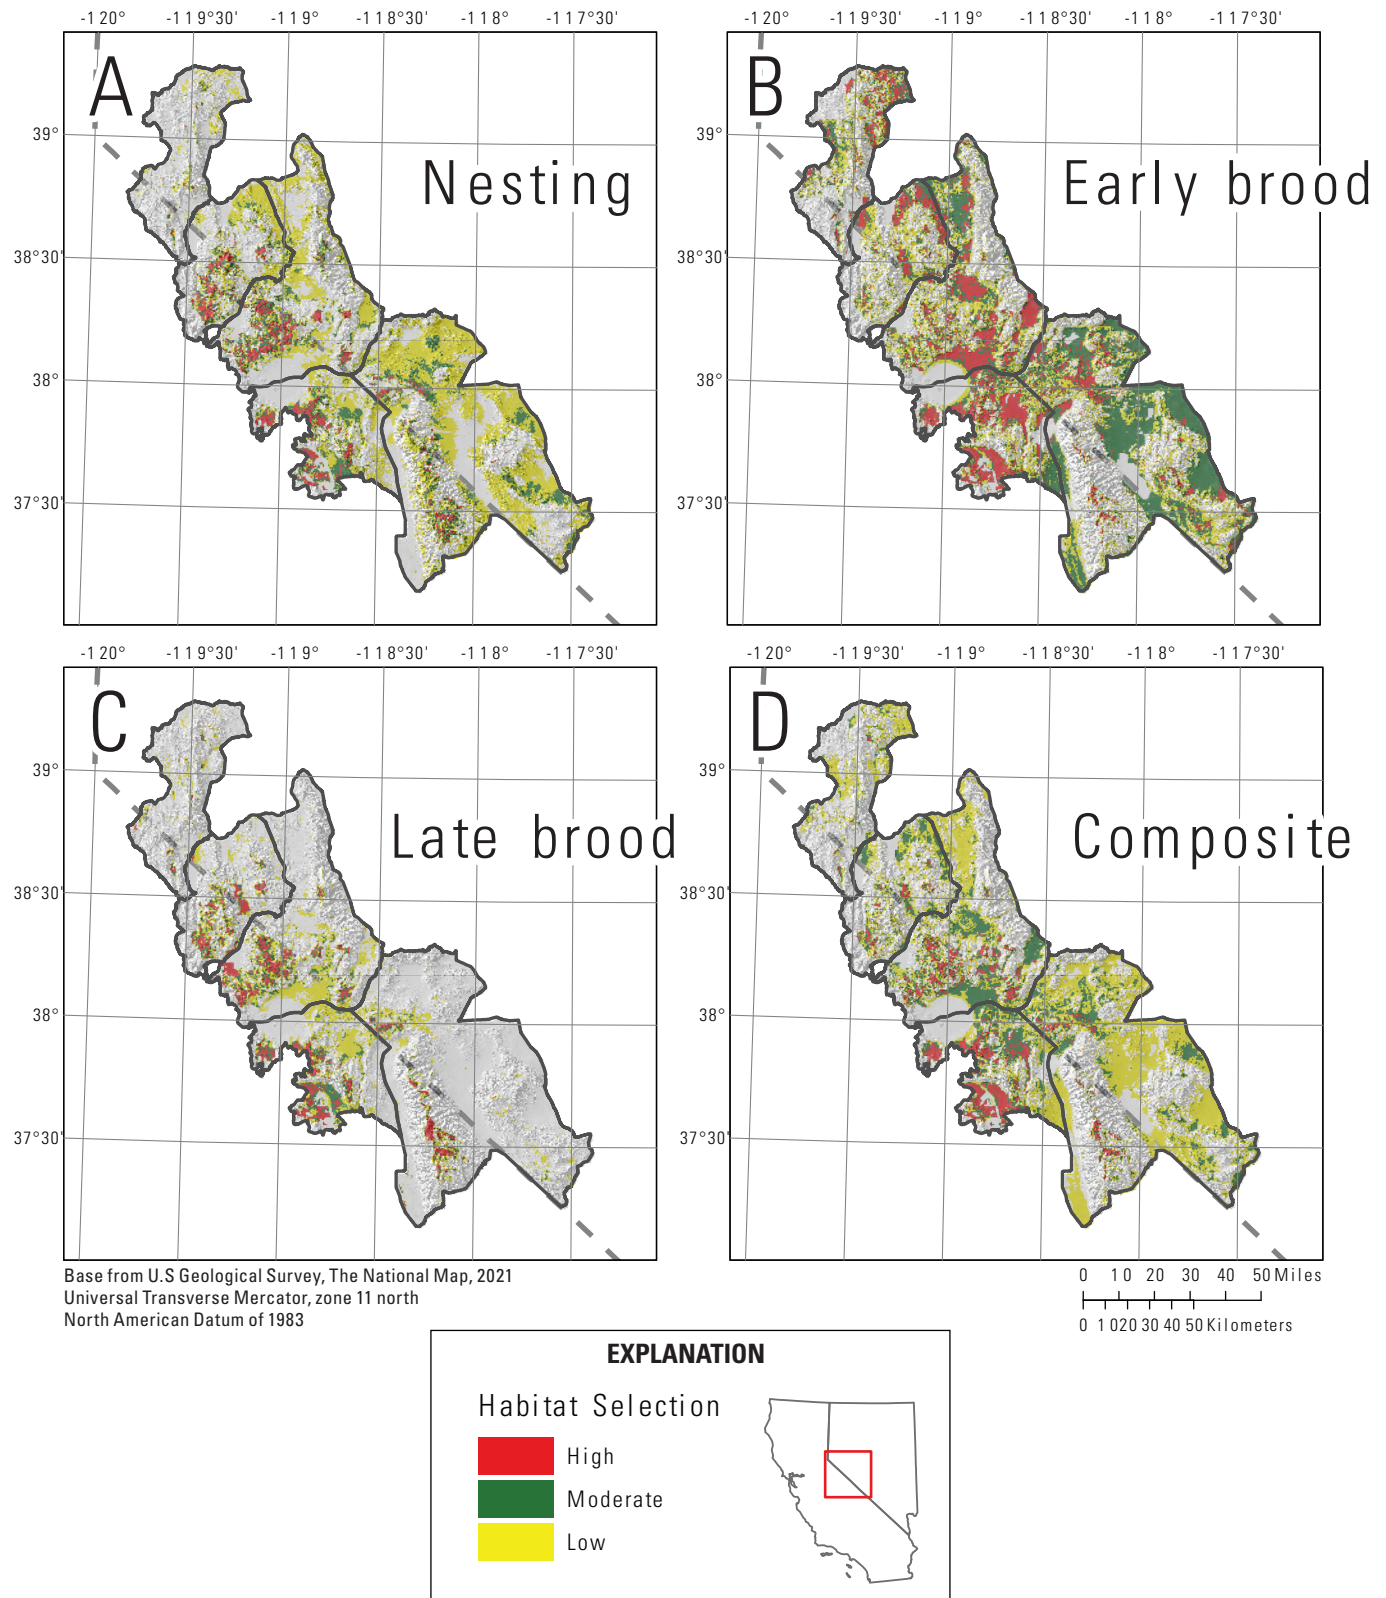 -120° -119°30' -119° -118°30' -118° -117°30'
-120° -119°30' -119° -118°30' -118° -117°30'
A
Nesting
39°
38°30'
38°
37°30'
B
Early brood
39°
38°30'
38°
37°30'
-120° -119°30' -119° -118°30' -118° -117°30'
-120° -119°30' -119° -118°30' -118° -117°30'
C
Late brood
39°
38°30'
38°
37°30'
D
Composite
39°
38°30'
38°
37°30'
Base from U.S Geological Survey, The National Map, 2021
Universal Transverse Mercator, zone 11 north
North American Datum of 1983
0 10 20 30 40 50 Miles
0 10 20 30 40 50 Kilometers
EXPLANATION
Habitat Selection
High
Moderate
Low